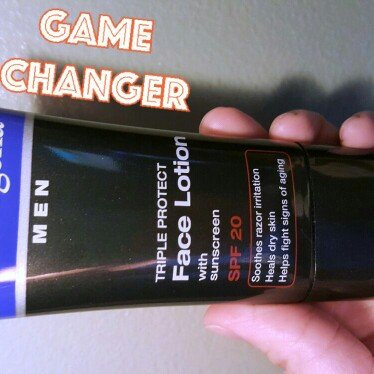 GAME
CHANGER
MEN
TRIPLE PROTECT
Face Lotion
with
sunscreen
SPF 20
Soothes razor irritation
Heals dry skin
Helps fight signs of aging